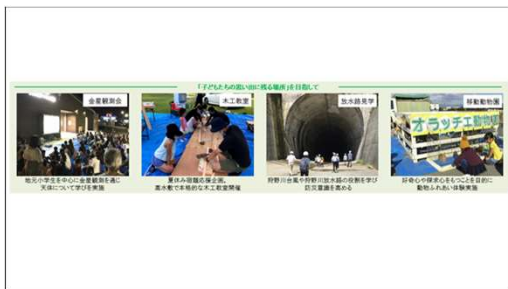 「子どもたちの思い出に残る場所」を目指して
金星観測会
木工教室
放水路見学
移動動物園
オラッチエ動物園
地元小学生を中心に金星観測を通じ
天体について学びを実施
夏休み宿題応援企画。
高水敷で本格的な木工教室開催
狩野川台風や狩野川放水路の役割を学び
防災意識を高める
好奇心や探求心をもつことを目的に
動物ふれあい体験実施